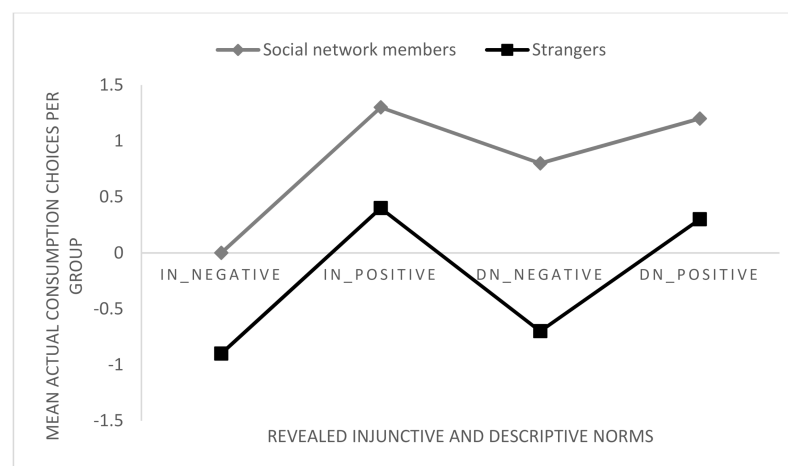 Social network members Strangers
1.5
1
0.5
0
-0.5
-1
-1.5
MEAN ACTUAL CONSUMPTION CHOICES PER
GROUP
IN_NEGATIVE IN_POSITIVE DN_NEGATIVE DN_POSITIVE
REVEALED INJUNCTIVE AND DESCRIPTIVE NORMS